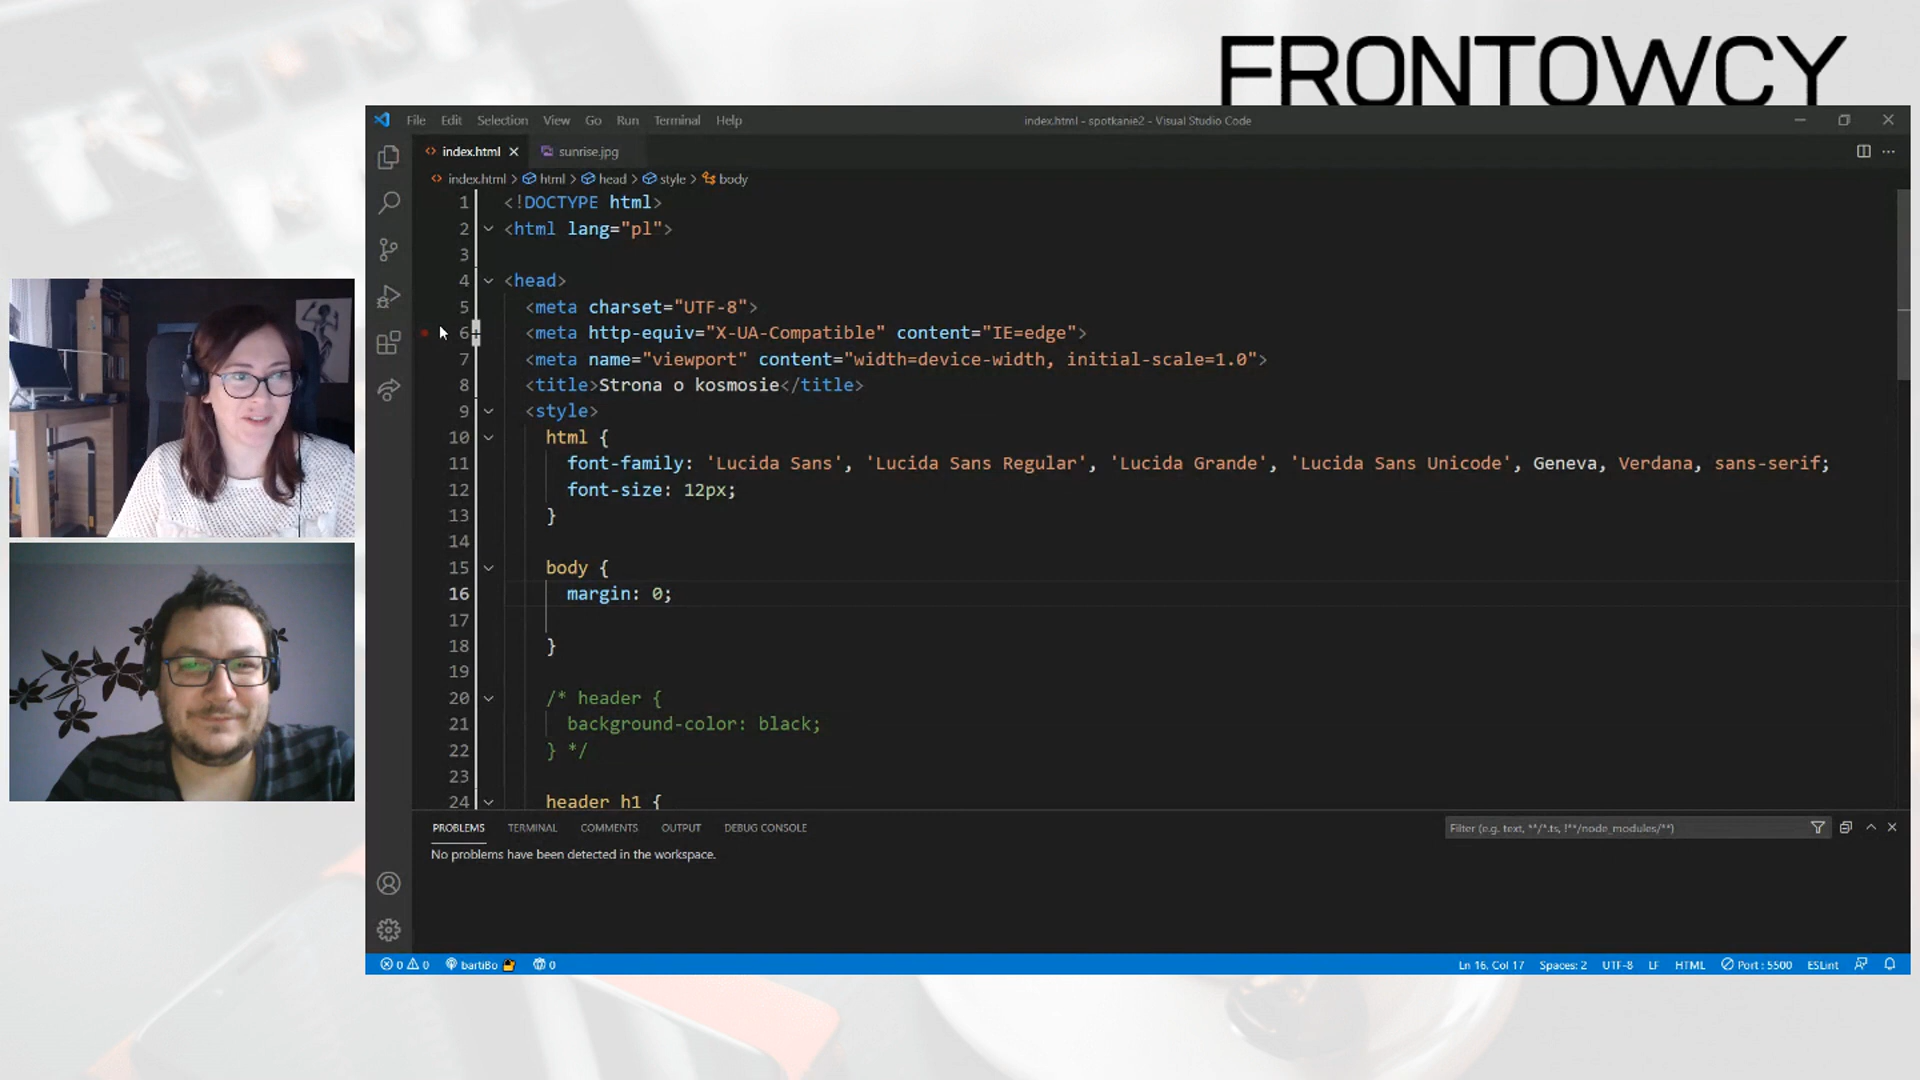 FRONTOWCY
File Edit Selection View Go Run Terminal Help
index.html - spotkanie2 - Visual Studio Code
index.html
sunrise.jpg
index.html > html > head > style > body
1 <!DOCTYPE html>
2 <html lang="pl">
3
4 <head>
5 <meta charset="UTF-8">
6 <meta http-equiv="X-UA-Compatible" content="IE=edge">
7 <meta name="viewport" content="width=device-width, initial-scale=1.0">
8 <title>Strona o kosmosie</title>
9 <style>
10 html {
11 font-family: 'Lucida Sans', 'Lucida Sans Regular', 'Lucida Grande', 'Lucida Sans Unicode', Geneva, Verdana, sans-serif;
12 font-size: 12px;
13 }
14
15 body {
16 margin: 0;
17
18 }
19
20 /* header {
21 background-color: black;
22 } */
23
24 header h1 {
PROBLEMS TERMINAL COMMENTS OUTPUT DEBUG CONSOLE
Filter (e.g. text, **/*.ts, !**/node_modules/**)
No problems have been detected in the workspace.
0 0 bartiBo 0
Ln 16, Col 17 Spaces: 2 UTF-8 LF HTML Port : 5500 ESLint